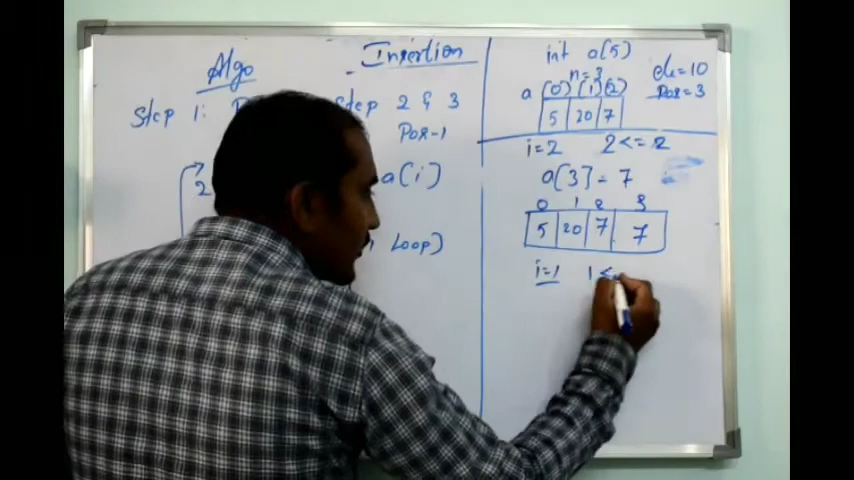 Algo
Insertion
Step 1:
Step 2 & 3
Pos-1
2
a(i)
Loop)
int a(5)
n=3
ele=10
Pos=3
a (0) (1) (2)
5 20 7
i=2 2<=2
a[3]= 7
0 1 2 3
5 20 7 7
i=1 1<